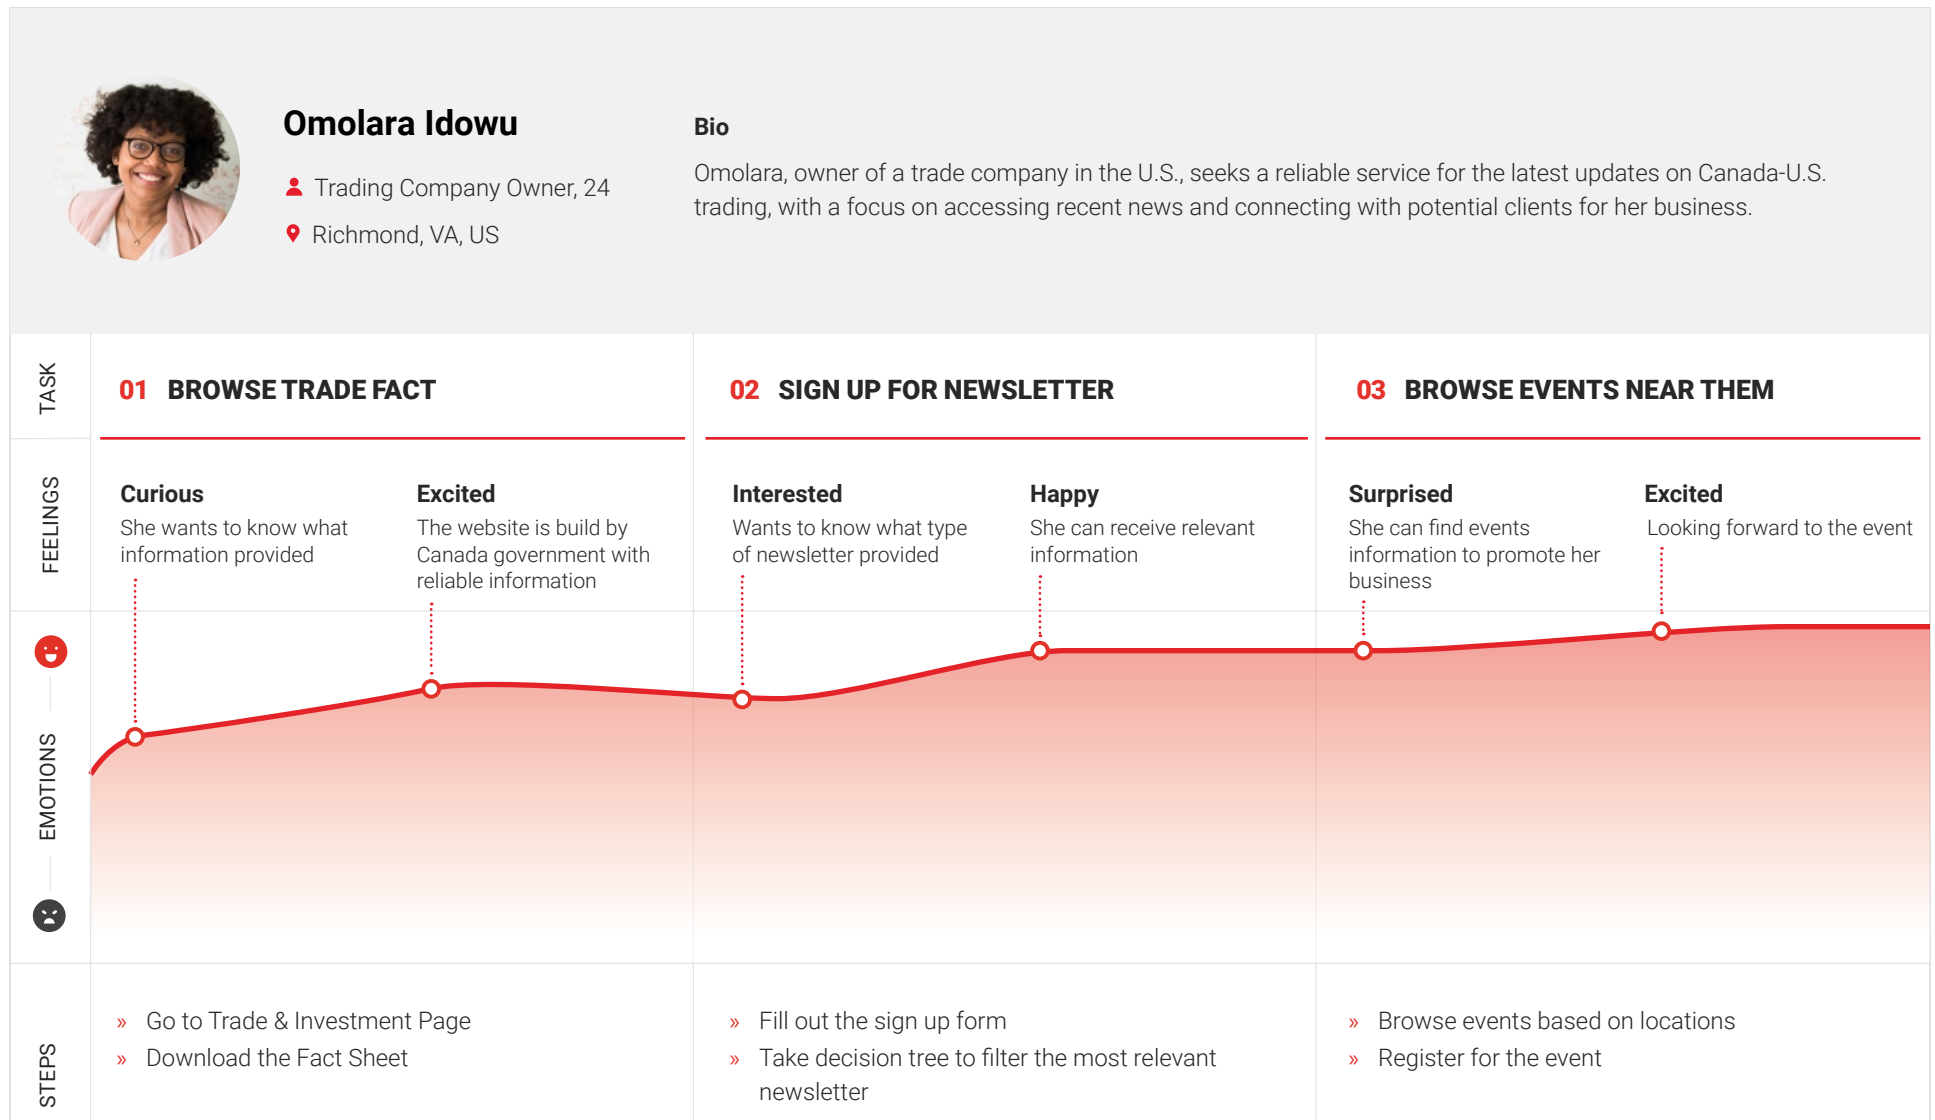 Omolara Idowu
Trading Company Owner, 24
Richmond, VA, US
Bio
Omolara, owner of a trade company in the U.S., seeks a reliable service for the latest updates on Canada-U.S.
trading, with a focus on accessing recent news and connecting with potential clients for her business.
TASK
01 BROWSE TRADE FACT
02 SIGN UP FOR NEWSLETTER
03 BROWSE EVENTS NEAR THEM
FEELINGS
Curious
She wants to know what
information provided
Excited
The website is build by
Canada government with
reliable information
Interested
Wants to know what type
of newsletter provided
Happy
She can receive relevant
information
Surprised
She can find events
information to promote her
business
Excited
Looking forward to the event
EMOTIONS
STEPS
» Go to Trade & Investment Page
» Download the Fact Sheet
» Fill out the sign up form
» Take decision tree to filter the most relevant
newsletter
» Browse events based on locations
» Register for the event